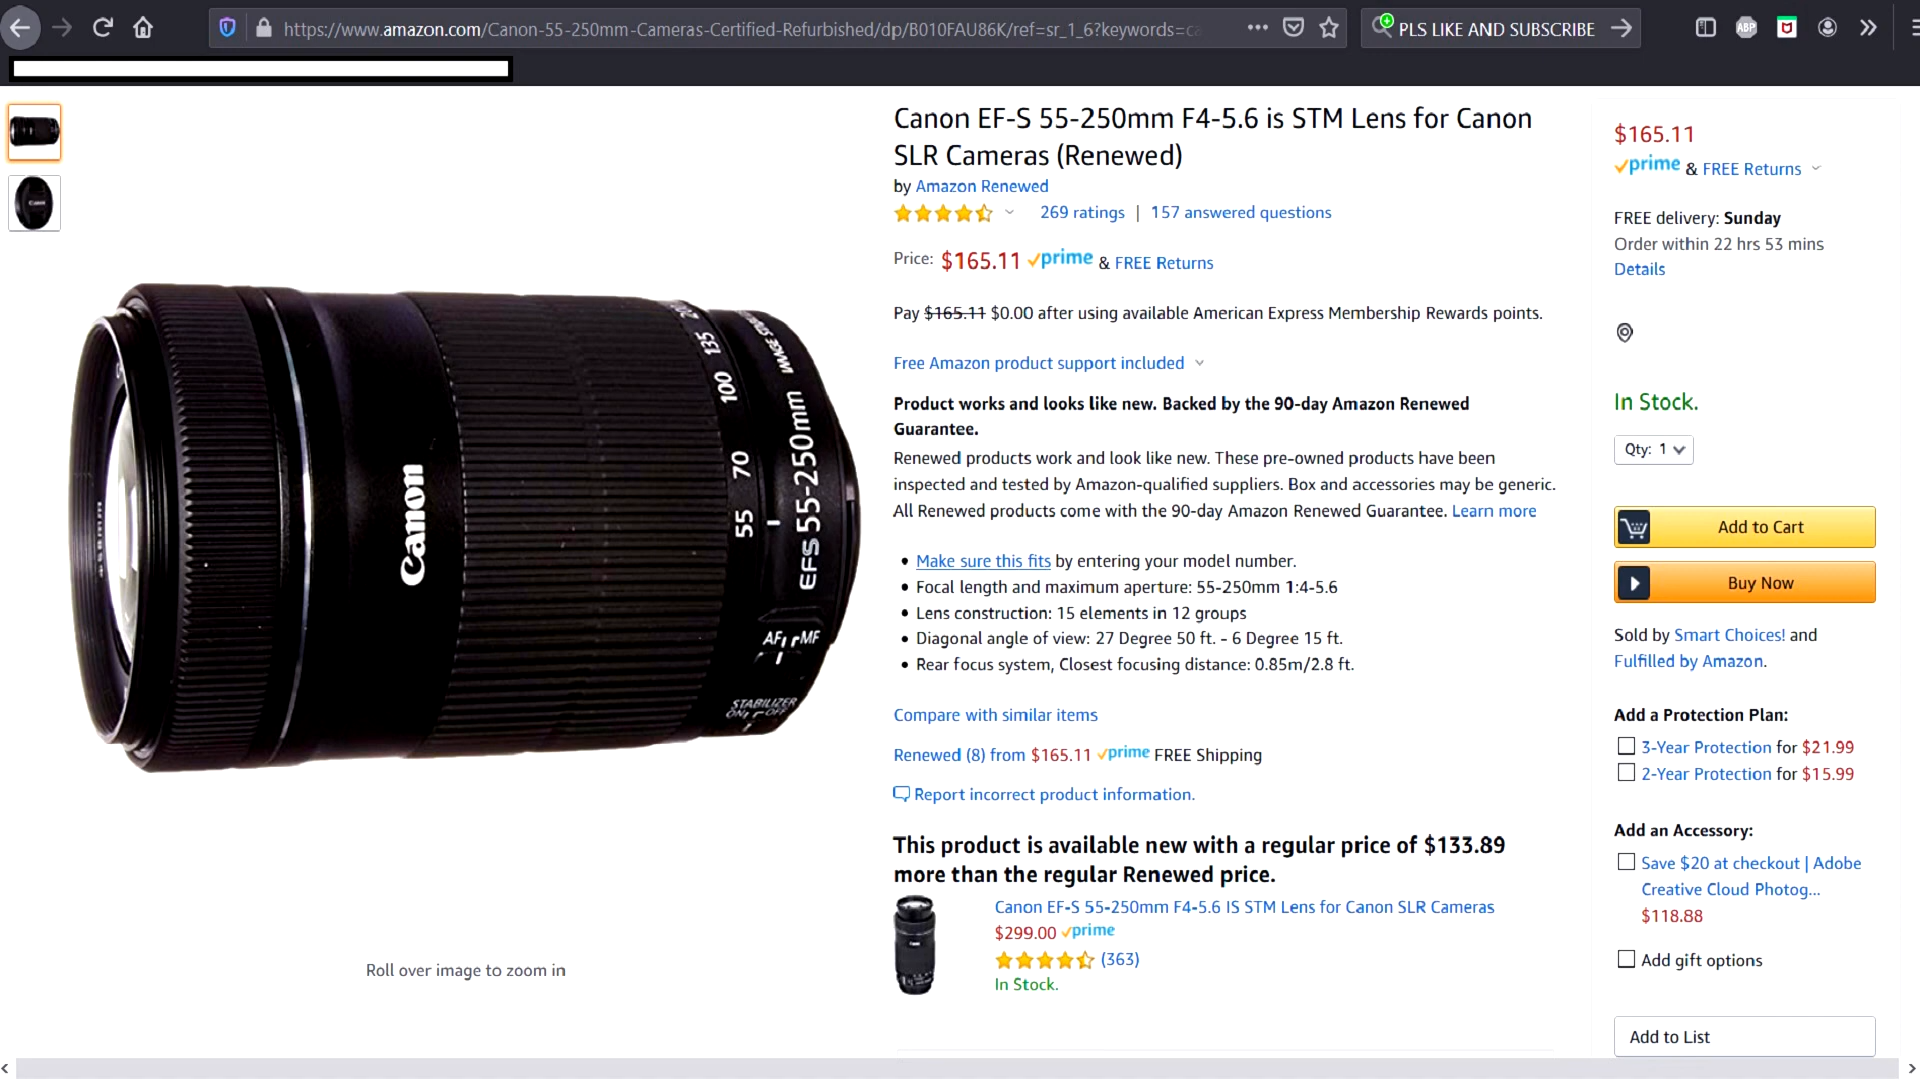 https://www.amazon.com/Canon-55-250mm-Cameras-Certified-Refurbished/dp/B010FAU86K/ref=sr_1_6?keywords=ca
PLS LIKE AND SUBSCRIBE
ABP
Canon EF-S 55-250mm F4-5.6 is STM Lens for Canon
SLR Cameras (Renewed)
by Amazon Renewed
269 ratings | 157 answered questions
Price: $165.11 prime & FREE Returns
Pay $165.11 $0.00 after using available American Express Membership Rewards points.
Free Amazon product support included
Product works and looks like new. Backed by the 90-day Amazon Renewed
Guarantee.
Renewed products work and look like new. These pre-owned products have been
inspected and tested by Amazon-qualified suppliers. Box and accessories may be generic.
All Renewed products come with the 90-day Amazon Renewed Guarantee. Learn more
• Make sure this fits by entering your model number.
• Focal length and maximum aperture: 55-250mm 1:4-5.6
• Lens construction: 15 elements in 12 groups
• Diagonal angle of view: 27 Degree 50 ft. - 6 Degree 15 ft.
• Rear focus system, Closest focusing distance: 0.85m/2.8 ft.
Compare with similar items
Renewed (8) from $165.11 prime FREE Shipping
Report incorrect product information.
This product is available new with a regular price of $133.89
more than the regular Renewed price.
Canon EF-S 55-250mm F4-5.6 IS STM Lens for Canon SLR Cameras
$299.00 prime
(363)
In Stock.
Canon
55
70
100
135
EFS 55-250mm
IMAGE STABILIZER
AF MF
STABILIZER
ON OFF
Roll over image to zoom in
$165.11
prime & FREE Returns
FREE delivery: Sunday
Order within 22 hrs 53 mins
Details
In Stock.
Qty: 1
Add to Cart
Buy Now
Sold by Smart Choices! and
Fulfilled by Amazon.
Add a Protection Plan:
3-Year Protection for $21.99
2-Year Protection for $15.99
Add an Accessory:
Save $20 at checkout | Adobe
Creative Cloud Photog...
$118.88
Add gift options
Add to List